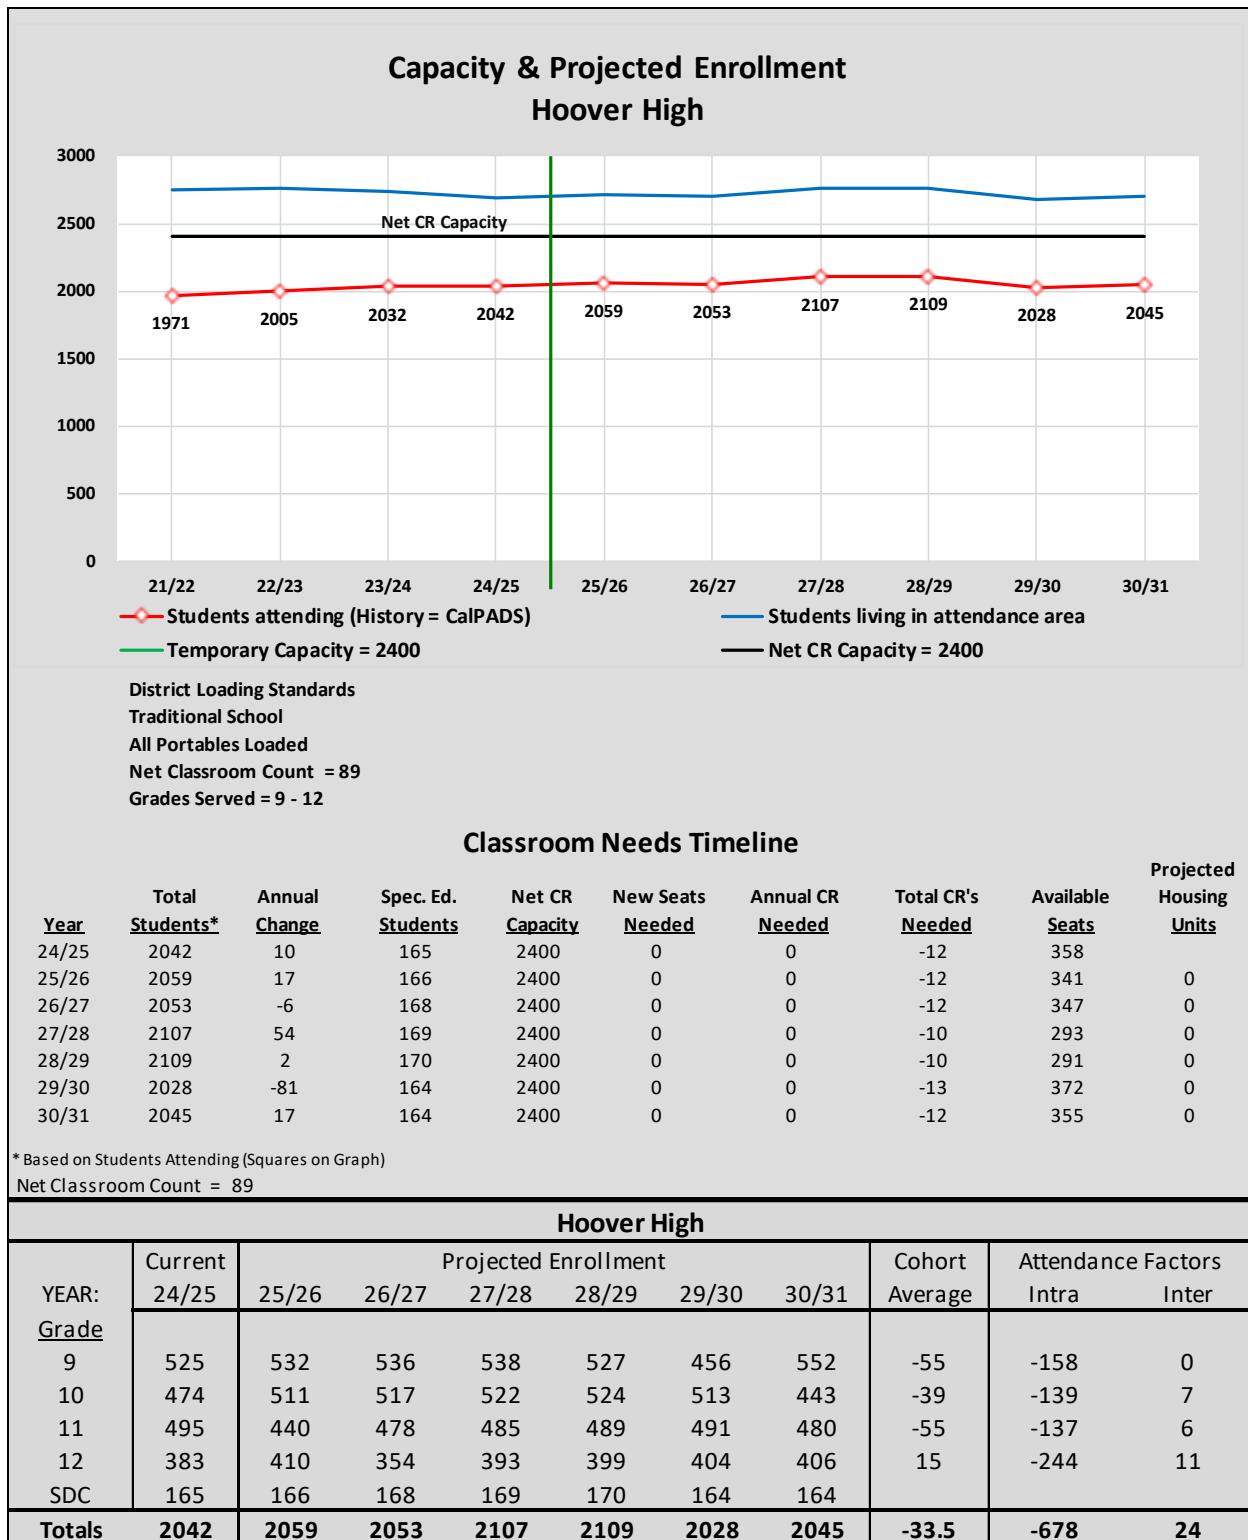 Capacity & Projected Enrollment
Hoover High
3000
2500
2000
1500
1000
500
0
Net CR Capacity
1971 2005 2032 2042 2059 2053 2107 2109 2028 2045
21/22 22/23 23/24 24/25 25/26 26/27 27/28 28/29 29/30 30/31
Students attending (History = CalPADS) Students living in attendance area
Temporary Capacity = 2400 Net CR Capacity = 2400
District Loading Standards
Traditional School
All Portables Loaded
Net Classroom Count = 89
Grades Served = 9 - 12
Classroom Needs Timeline
Projected
Total Annual Spec. Ed. Net CR New Seats Annual CR Total CR's Available Housing
Year Students* Change Students Capacity Needed Needed Needed Seats Units
24/25 2042 10 165 2400 0 0 -12 358
25/26 2059 17 166 2400 0 0 -12 341 0
26/27 2053 -6 168 2400 0 0 -12 347 0
27/28 2107 54 169 2400 0 0 -10 293 0
28/29 2109 2 170 2400 0 0 -10 291 0
29/30 2028 -81 164 2400 0 0 -13 372 0
30/31 2045 17 164 2400 0 0 -12 355 0
* Based on Students Attending (Squares on Graph)
Net Classroom Count = 89
Hoover High
Current Projected Enrollment Cohort Attendance Factors
YEAR: 24/25 25/26 26/27 27/28 28/29 29/30 30/31 Average Intra Inter
Grade
9 525 532 536 538 527 456 552 -55 -158 0
10 474 511 517 522 524 513 443 -39 -139 7
11 495 440 478 485 489 491 480 -55 -137 6
12 383 410 354 393 399 404 406 15 -244 11
SDC 165 166 168 169 170 164 164
Totals 2042 2059 2053 2107 2109 2028 2045 -33.5 -678 24